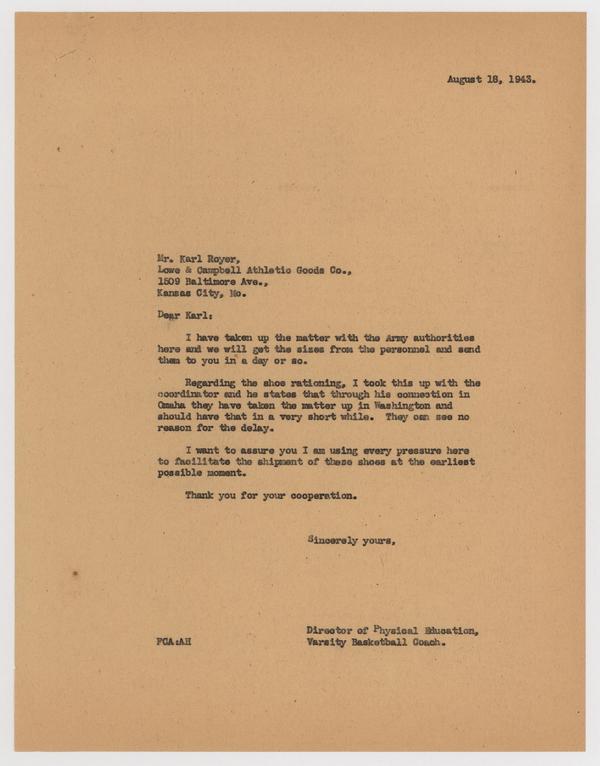 August 18, 1943.
Mr. Karl Royer,
Lowe & Campbell Athletic Goods Co.,
1509 Baltimore Ave.,
Kansas City, Mo.
Dear Karl:
I have taken up the matter with the Army authorities
here and we will get the sizes from the personnel and send
them to you in a day or so.
Regarding the shoe rationing, I took this up with the
coordinator and he states that through his connection in
Omaha they have taken the matter up in Washington and
should have that in a very short while. They can see no
reason for the delay.
I want to assure you I am using every pressure here
to facilitate the shipment of these shoes at the earliest
possible moment.
Thank you for your cooperation.
Sincerely yours,
Director of Physical Education,
FCA:AH Varsity Basketball Coach.